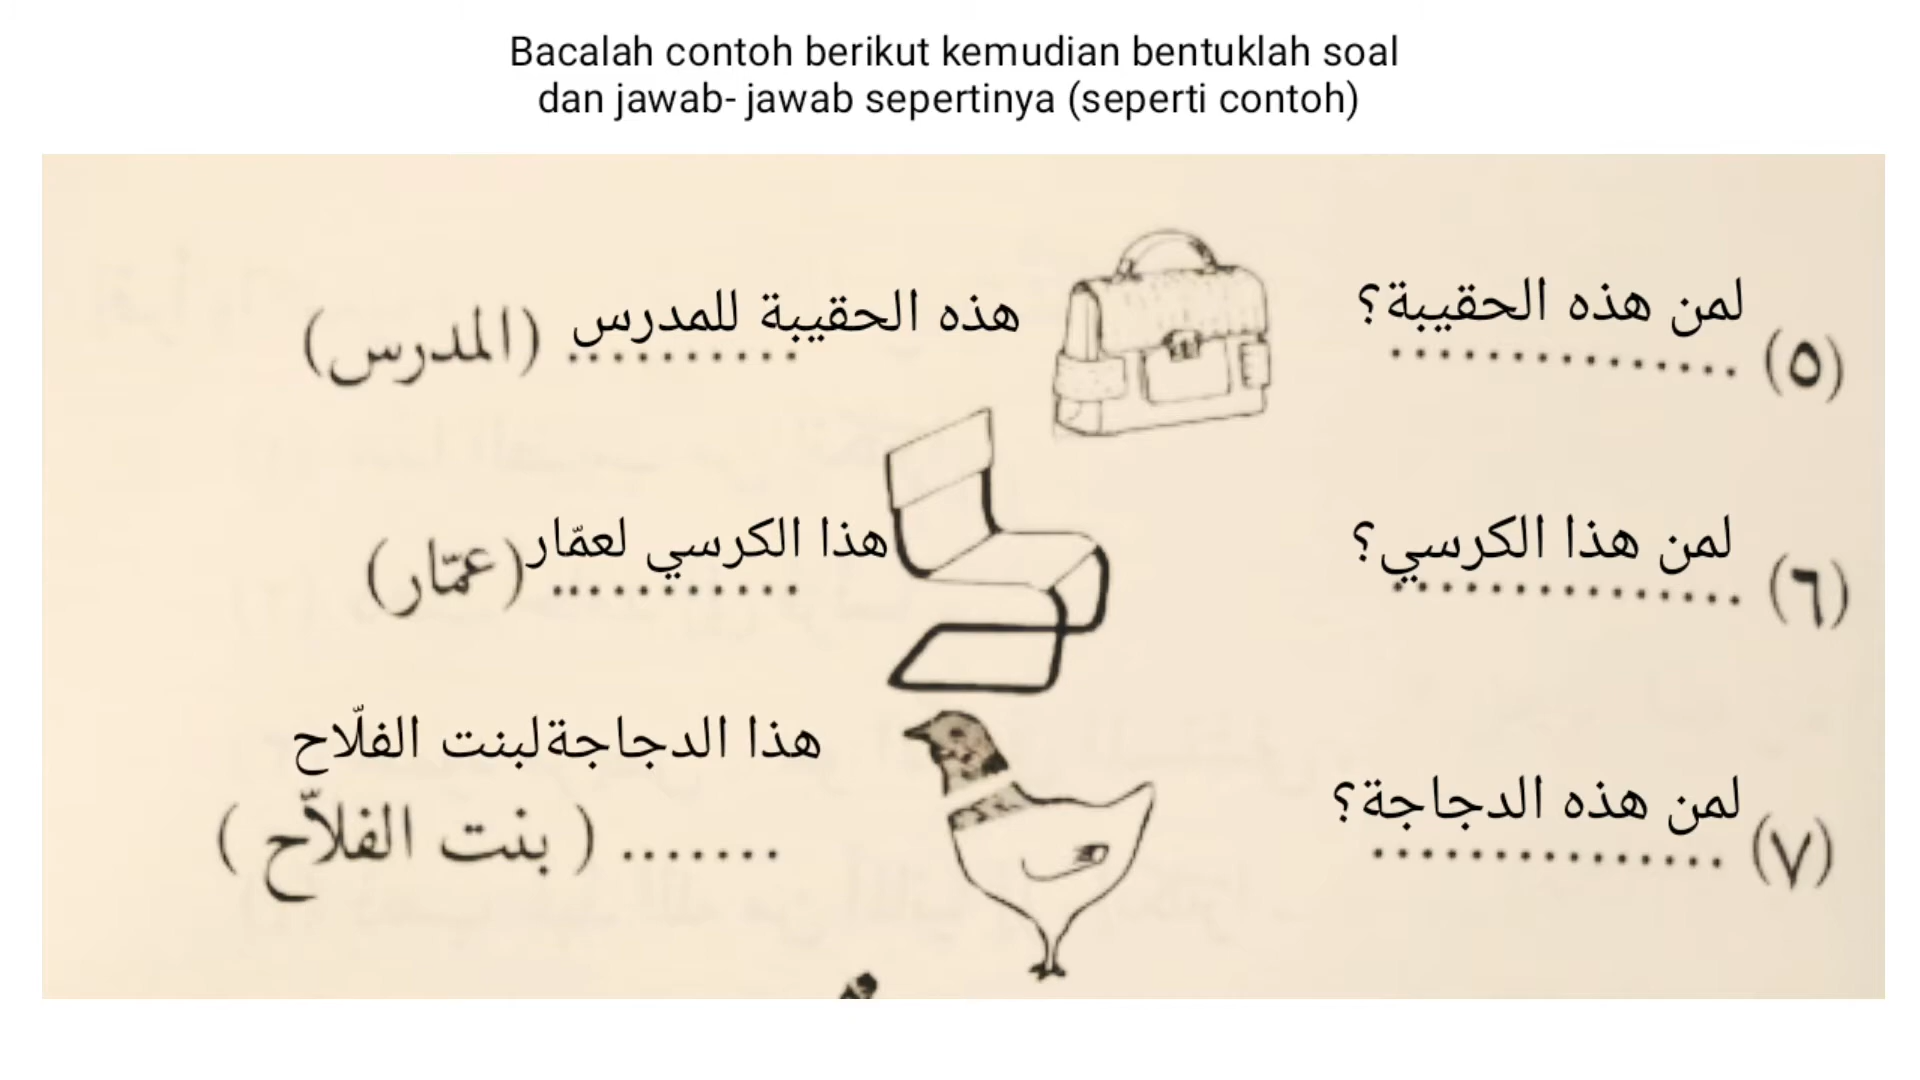 Bacalah contoh berikut kemudian bentuklah soal
dan jawab- jawab sepertinya (seperti contoh)
(٥) لمن هذه الحقيبة؟ .............. هذه الحقيبة للمدرس .......... (المدرس)
(٦) لمن هذا الكرسي؟ .............. هذا الكرسي لعمّار ........... (عمّار)
هذا الدجاجة لبنت الفلّاح
(٧) لمن هذه الدجاجة؟ .............. ....... ( بنت الفلاّح )